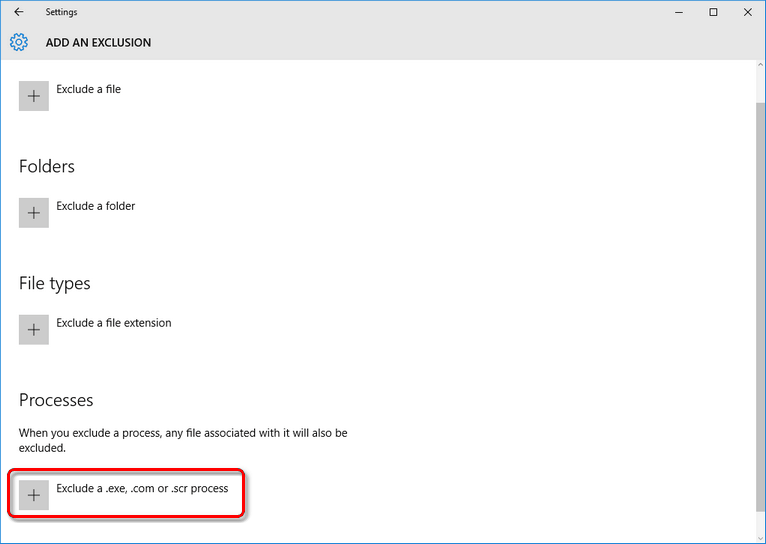 Settings
ADD AN EXCLUSION
Exclude a file
Folders
Exclude a folder
File types
Exclude a file extension
Processes
When you exclude a process, any file associated with it will also be
excluded.
Exclude a .exe, .com or .scr process